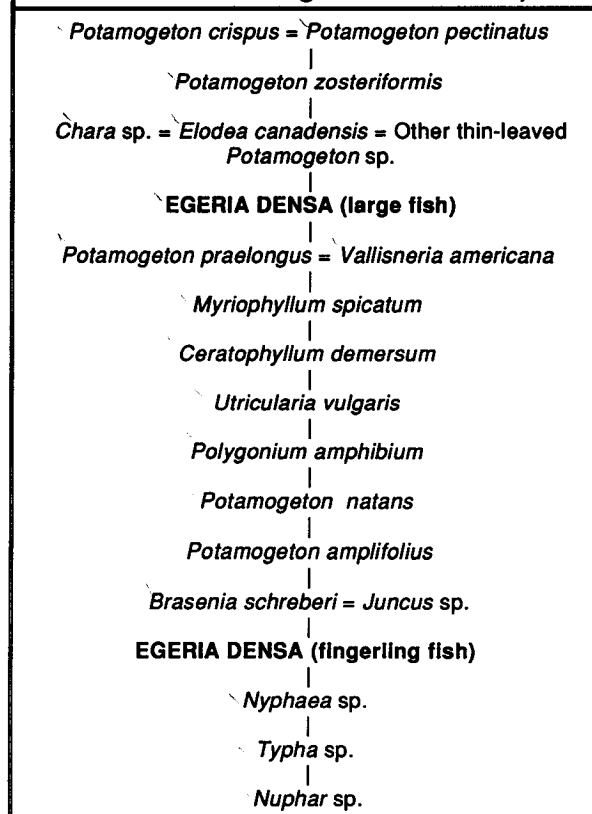 Potamogeton crispus = Potamogeton pectinatus
Potamogeton zosteriformis
Chara sp. = Elodea canadensis = Other thin-leaved
Potamogeton sp.
EGERIA DENSA (large fish)
Potamogeton praelongus = Vallisneria americana
Myriophyllum spicatum
Ceratophyllum demersum
Utricularia vulgaris
Polygonium amphibium
Potamogeton natans
Potamogeton amplifolius
Brasenia schreberi = Juncus sp.
EGERIA DENSA (fingerling fish)
Nyphaea sp.
Typha sp.
Nuphar sp.